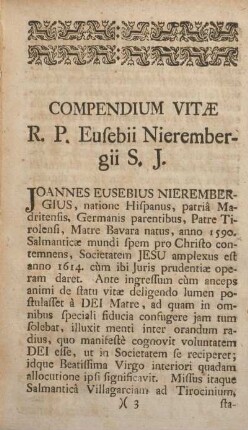 COMPENDIUM VITÆ
R. P. Euſebii Nierember-
gii S. J.
JOANNES EUSEBIUS NIEREMBER-
GIUS, natione Hiſpanus, patriâ Ma-
dritenſis, Germanis parentibus, Patre Ti-
rolenſi, Matre Bavara natus, anno 1590.
Salmanticæ mundi ſpem pro Chriſto con-
temnens, Societatem JESU amplexus eſt
anno 1614. cùm ibi Juris prudentiæ ope-
ram daret. Ante ingreſſum cùm anceps
animi de ſtatu vitæ deligendo lumen po-
ſtulaſſet à DEI Matre, ad quam in om-
nibus ſpeciali fiducia confugere jam tum
ſolebat, illuxit menti inter orandum ra-
dius, quo manifeſtè cognovit voluntatem
DEI eſſe, ut in Societatem ſe reciperet;
idque Beatiſſima Virgo interiori quadam
allocutione ipſi ſignificavit. Miſſus itaque
Salmanticâ Villagarciam ad Tirocinium,
)( 3 ſta-